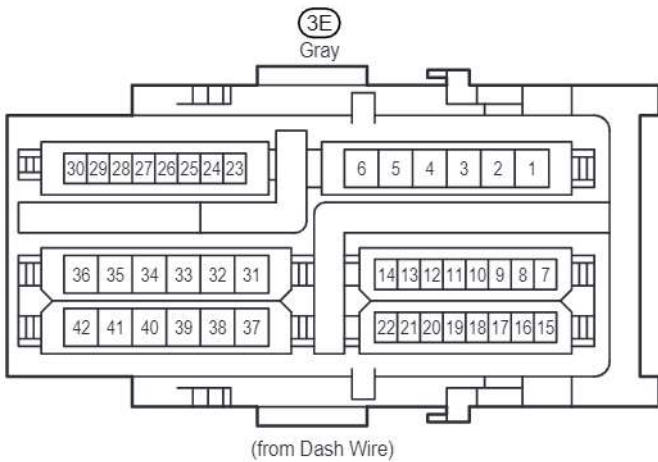 3E
Gray
30 29 28 27 26 25 24 23 6 5 4 3 2 1
36 35 34 33 32 31 14 13 12 11 10 9 8 7
42 41 40 39 38 37 22 21 20 19 18 17 16 15
(from Dash Wire)